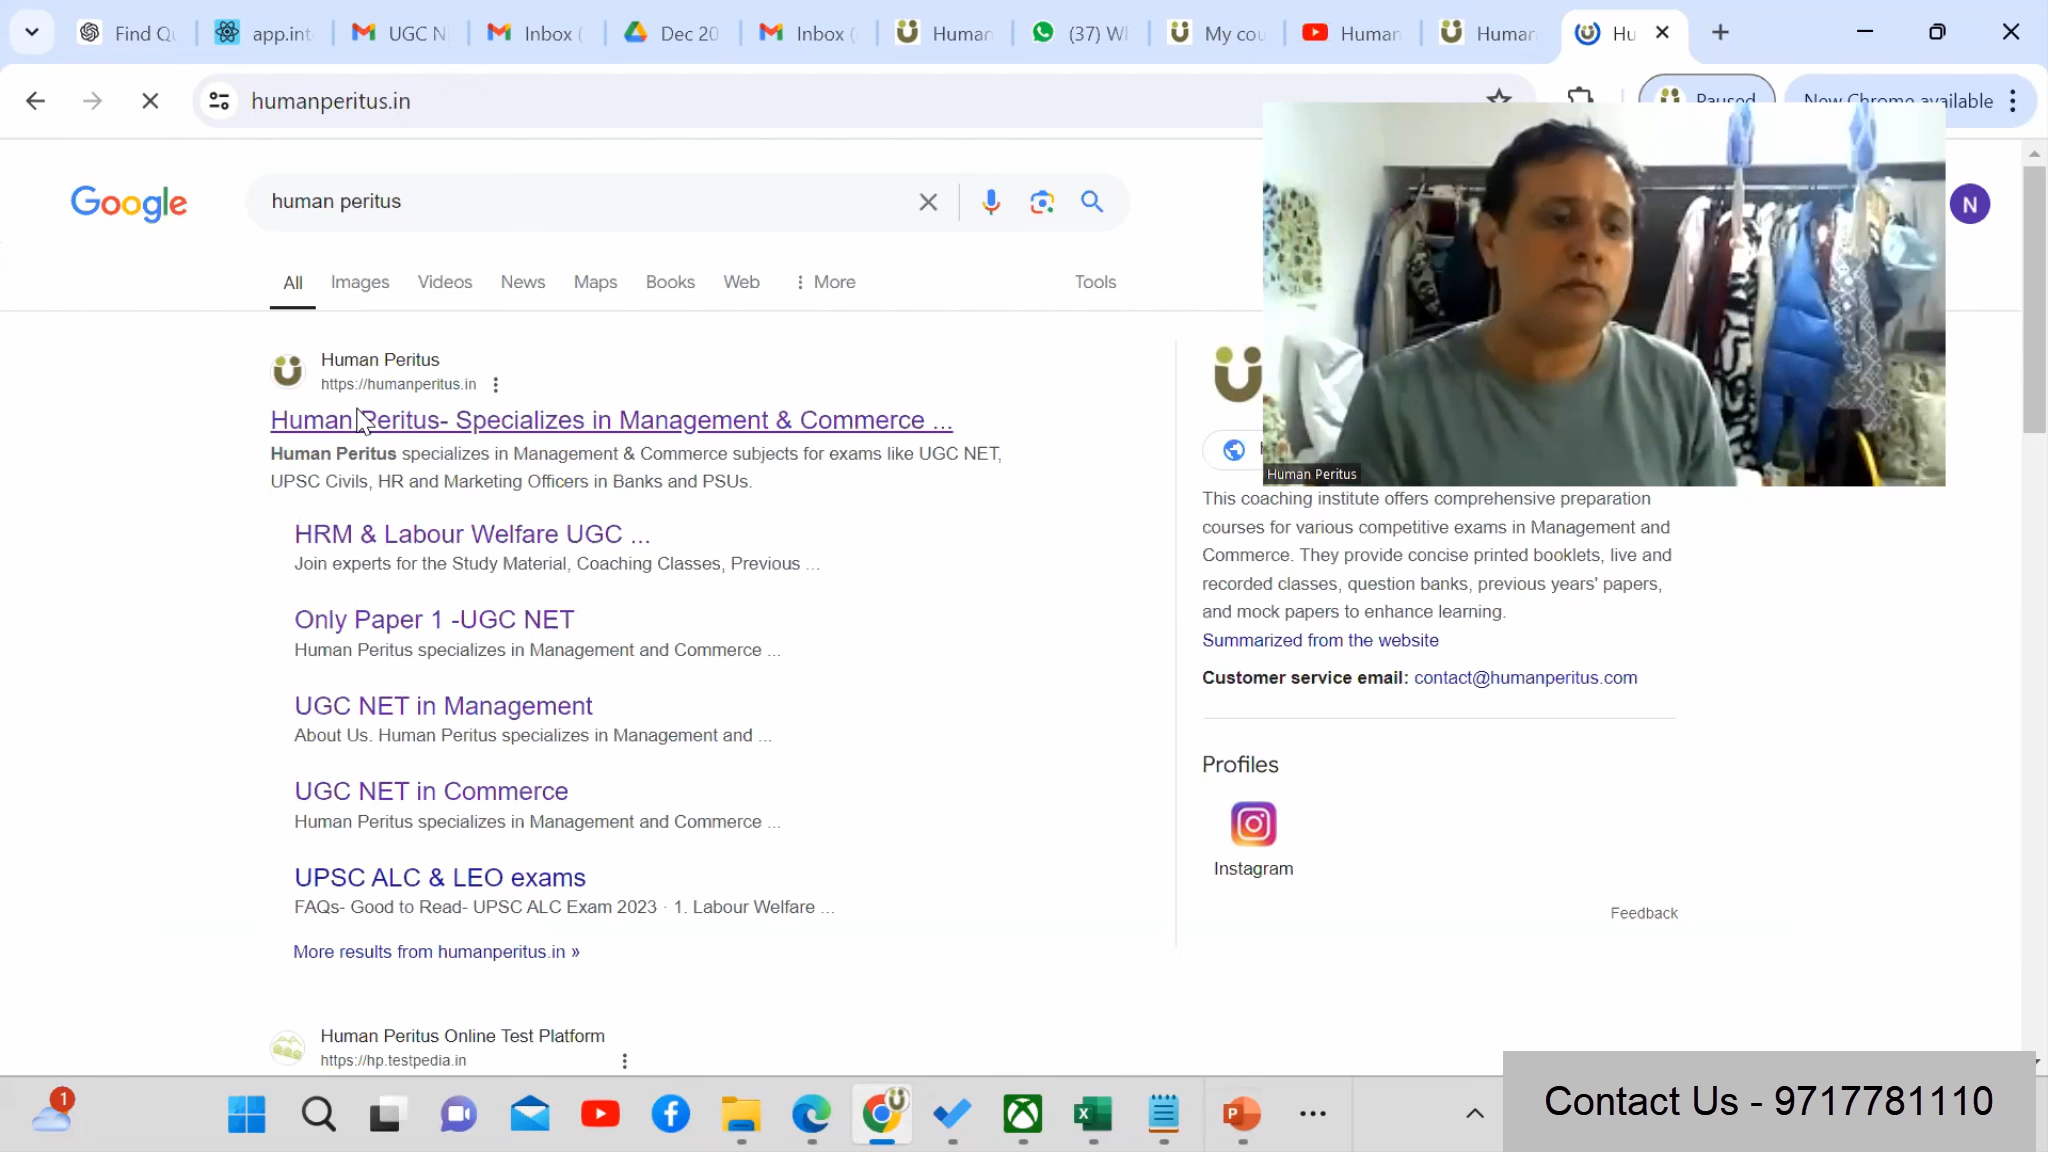 Find Qu
app.int
UGC N
Inbox (
Dec 20
Inbox (
Human
(37) W
My cou
Human
Human
Hu
humanperitus.in
Paused
New Chrome available
Google
human peritus
N
All
Images
Videos
News
Maps
Books
Web
More
Tools
Human Peritus
https://humanperitus.in
Human Peritus- Specializes in Management & Commerce ...
Human Peritus specializes in Management & Commerce subjects for exams like UGC NET,
UPSC Civils, HR and Marketing Officers in Banks and PSUs.
HRM & Labour Welfare UGC ...
Join experts for the Study Material, Coaching Classes, Previous ...
Only Paper 1 -UGC NET
Human Peritus specializes in Management and Commerce ...
UGC NET in Management
About Us. Human Peritus specializes in Management and ...
UGC NET in Commerce
Human Peritus specializes in Management and Commerce ...
UPSC ALC & LEO exams
FAQs- Good to Read- UPSC ALC Exam 2023 · 1. Labour Welfare ...
More results from humanperitus.in »
Human Peritus Online Test Platform
https://hp.testpedia.in
Human Peritus
This coaching institute offers comprehensive preparation
courses for various competitive exams in Management and
Commerce. They provide concise printed booklets, live and
recorded classes, question banks, previous years' papers,
and mock papers to enhance learning.
Summarized from the website
Customer service email: contact@humanperitus.com
Profiles
Instagram
Feedback
1
Contact Us - 9717781110